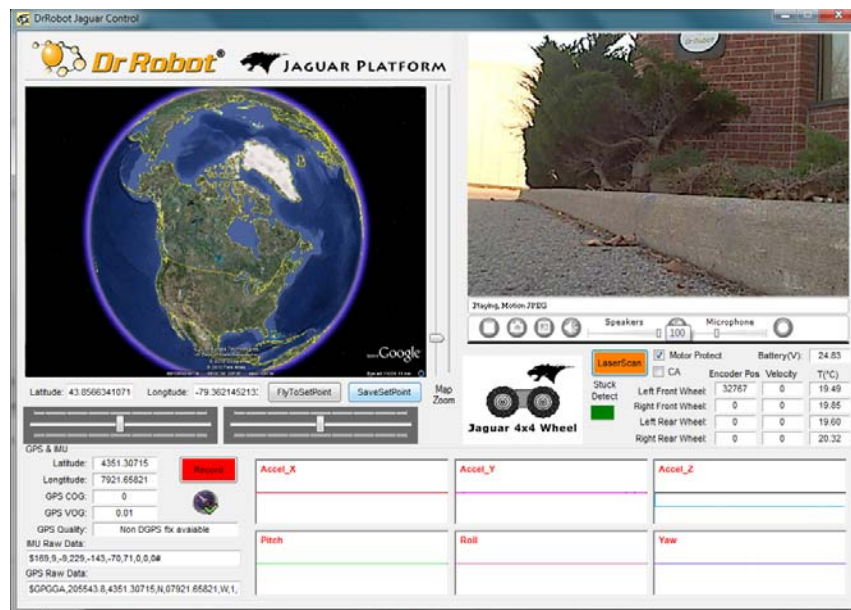 DrRobot Jaguar Control
Dr Robot® JAGUAR PLATFORM
Google
Playing, Motion JPEG
Speakers Microphone
100
Latitude: 43.8566341071 Longitude: -79.362145213 FlyToSetPoint SaveSetPoint Map Zoom
LaserScan Motor Protect Battery(V): 24.83
CA Encoder Pos Velocity T(°C)
Stuck Detect
Left Front Wheel: 32767 0 19.49
Right Front Wheel: 0 0 19.85
Left Rear Wheel: 0 0 19.60
Right Rear Wheel: 0 0 20.32
Jaguar 4x4 Wheel
GPS & IMU
Latitude: 4351.30715
Longtitude: 7921.65821
GPS COG: 0
GPS VOG: 0.01
GPS Quality: Non DGPS fix avaiable
Record
IMU Raw Data:
$169,9,-9,229,-143,-70,71,0,0,0#
GPS Raw Data:
$GPGGA,205543.8,4351.30715,N,07921.65821,W,1,
Accel_X Accel_Y Accel_Z
Pitch Roll Yaw